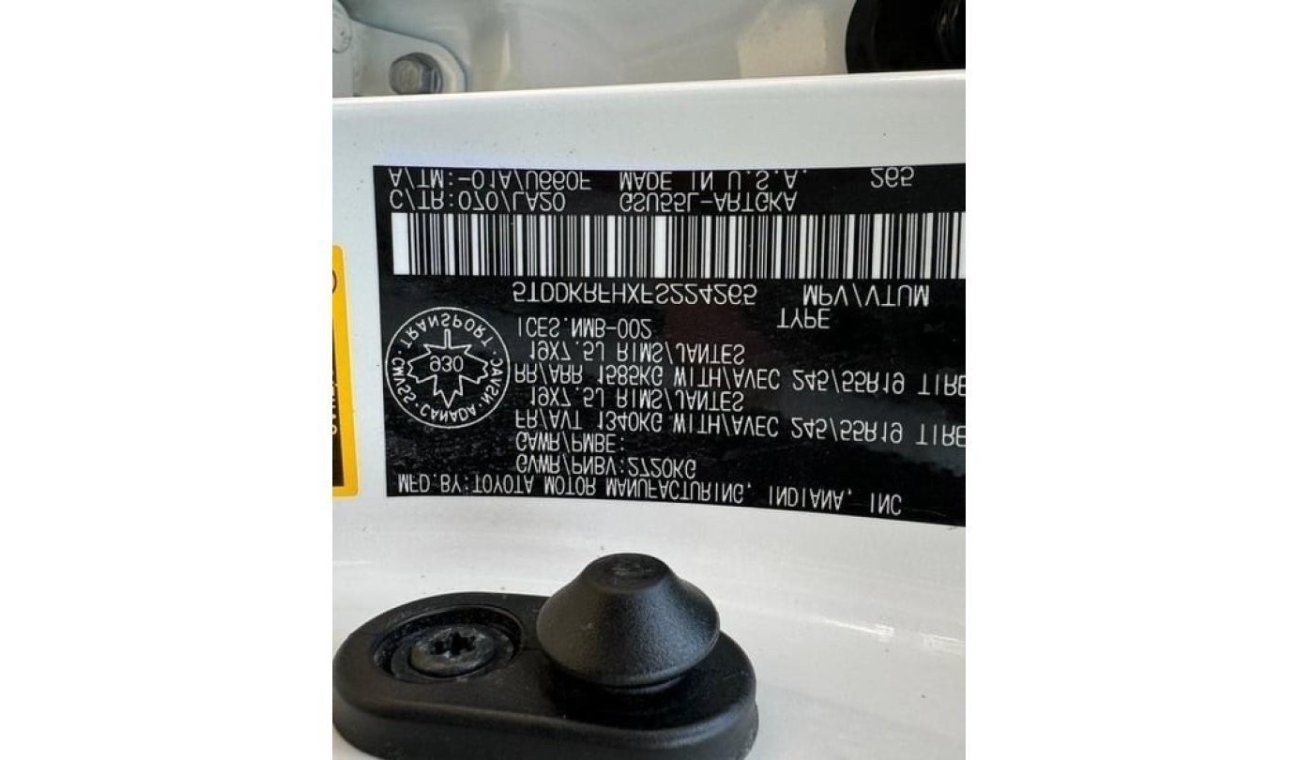 MFD.BY:TOYOTA MOTOR MANUFACTURING, INDIANA, INC
GVWR/PNBV:2720KG
GAWR/PMBE:
FR/AVT 1340KG WITH/AVEC 245/55R19 TIRE
19X7.5J RIMS/JANTES
RR/ARR 1585KG WITH/AVEC 245/55R19 TIRE
19X7.5J RIMS/JANTES
ICES.NMB-002
CMVSS · CANADA · NSVAC · TRANSPORT ·
930
TYPE
5TDDKRFHXFS224265 MPV/VTUM
C/TR:070/LA20 GSU55L-ARTGKA
A/TM:-01A/U660F MADE IN U.S.A. 265